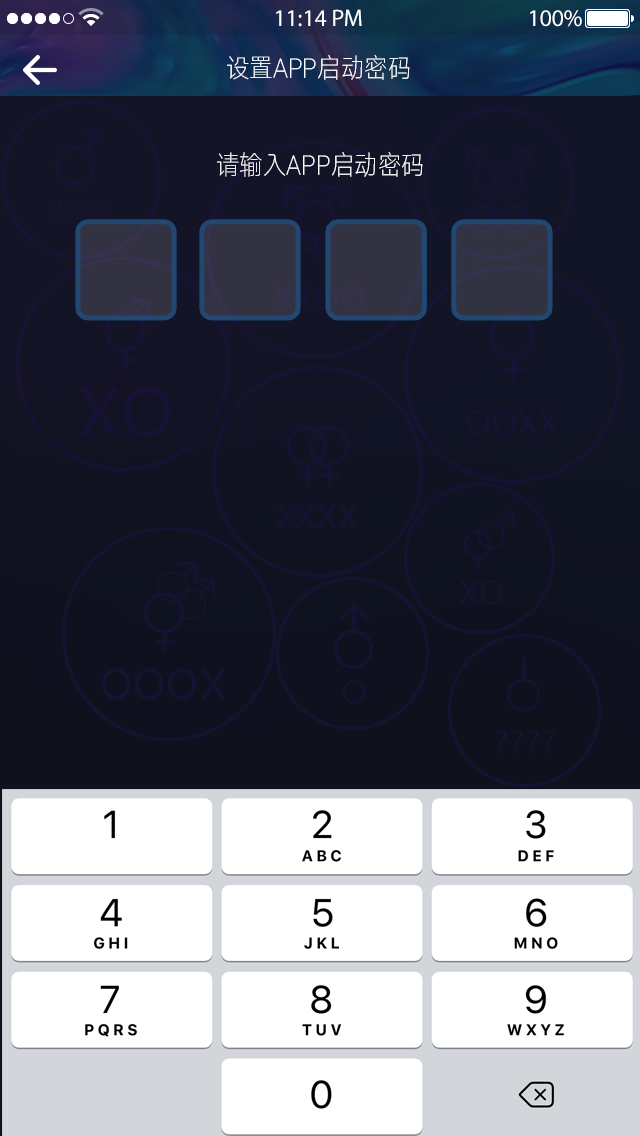 11:14 PM 100%
设置APP启动密码
请输入APP启动密码
XO
OOXX
XXXX
XO
OOOX
O
????
1
2 ABC
3 DEF
4 GHI
5 JKL
6 MNO
7 PQRS
8 TUV
9 WXYZ
0